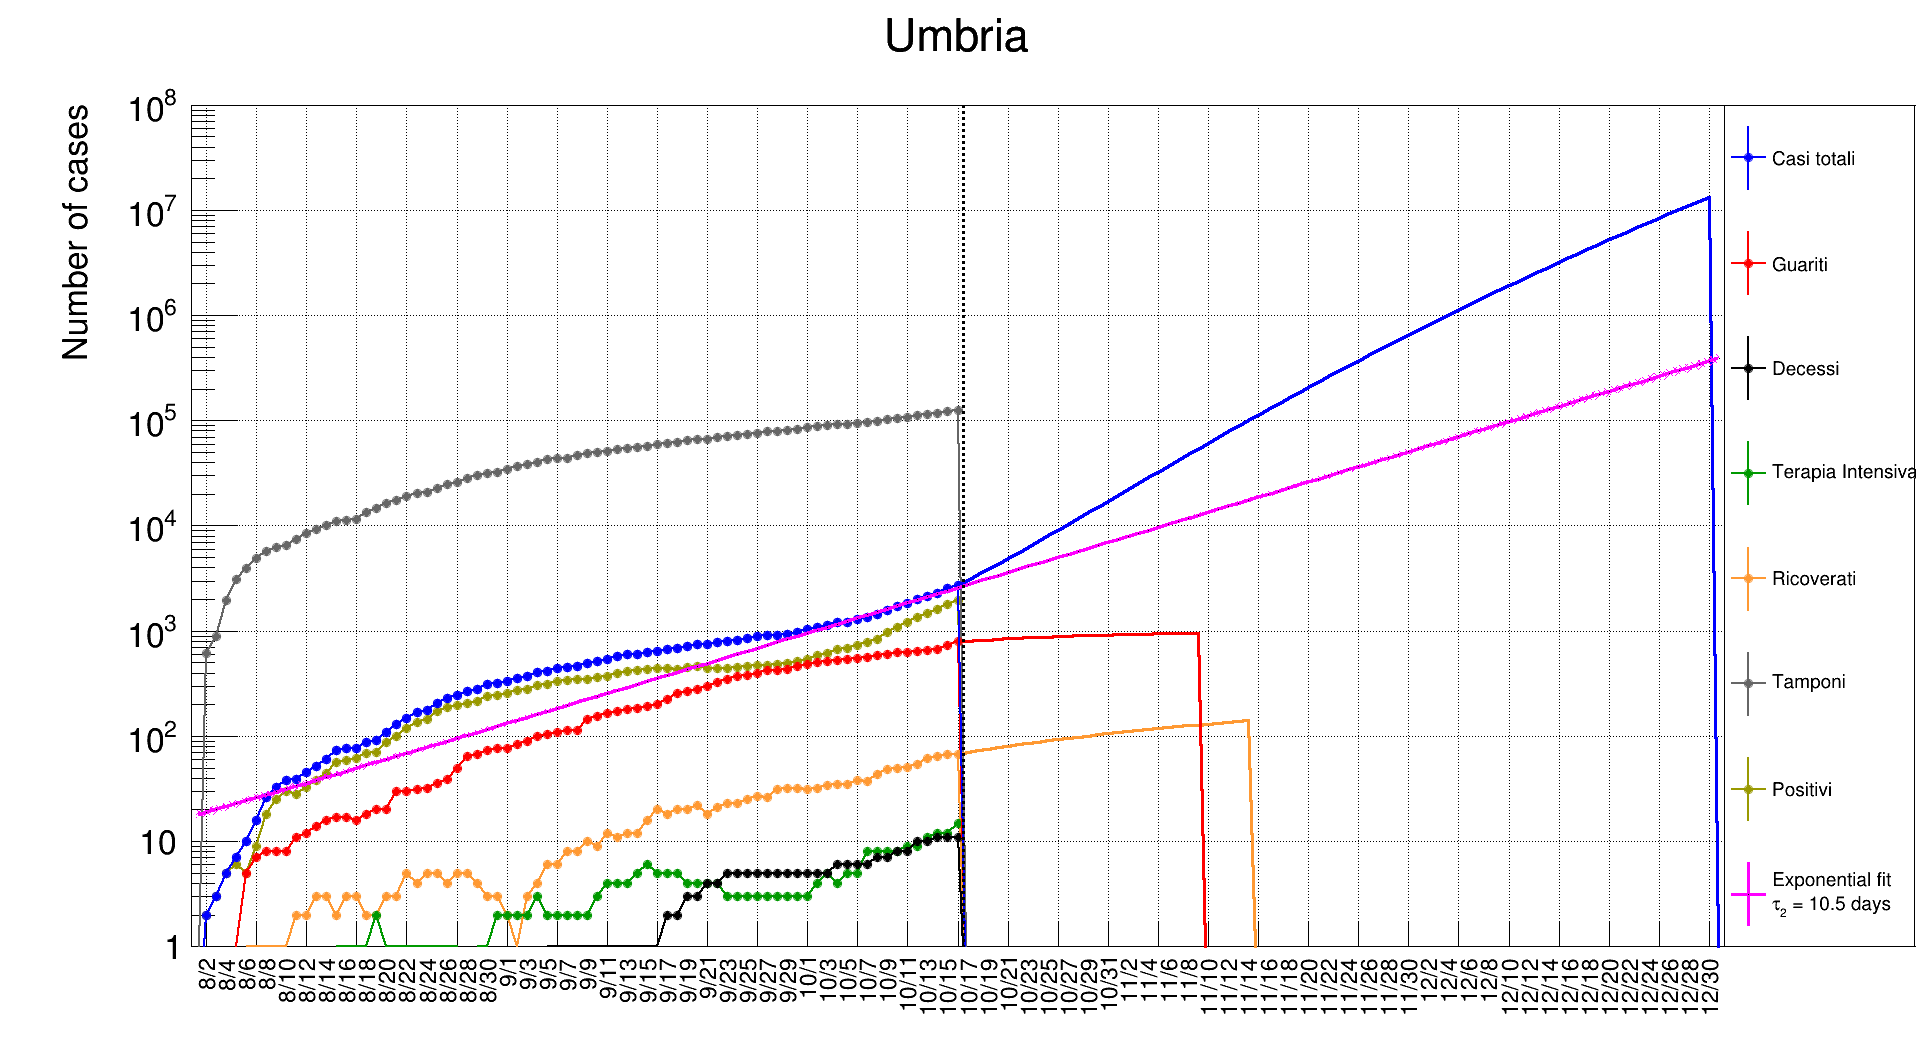 Umbria
Number of cases
10^8
10^7
10^6
10^5
10^4
10^3
10^2
10
1
8/2 8/4 8/6 8/8 8/10 8/12 8/14 8/16 8/18 8/20 8/22 8/24 8/26 8/28 8/30 9/1 9/3 9/5 9/7 9/9 9/11 9/13 9/15 9/17 9/19 9/21 9/23 9/25 9/27 9/29 10/1 10/3 10/5 10/7 10/9 10/11 10/13 10/15 10/17 10/19 10/21 10/23 10/25 10/27 10/29 10/31 11/2 11/4 11/6 11/8 11/10 11/12 11/14 11/16 11/18 11/20 11/22 11/24 11/26 11/28 11/30 12/2 12/4 12/6 12/8 12/10 12/12 12/14 12/16 12/18 12/20 12/22 12/24 12/26 12/28 12/30
Casi totali
Guariti
Decessi
Terapia Intensiva
Ricoverati
Tamponi
Positivi
Exponential fit
τ_2 = 10.5 days